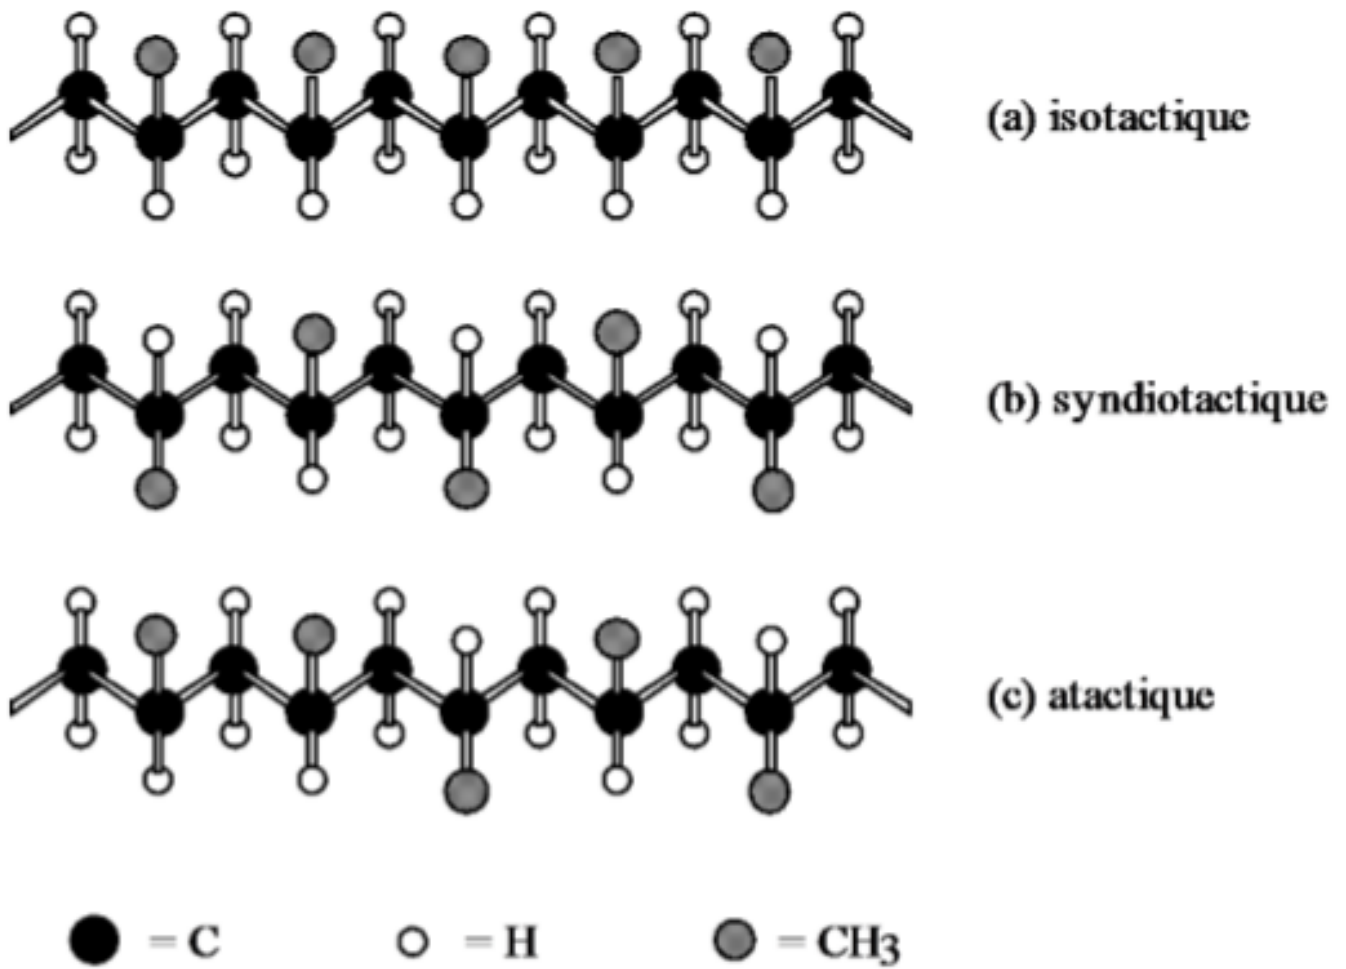 (a) isotactique
(b) syndiotactique
(c) atactique
= C = H = CH3